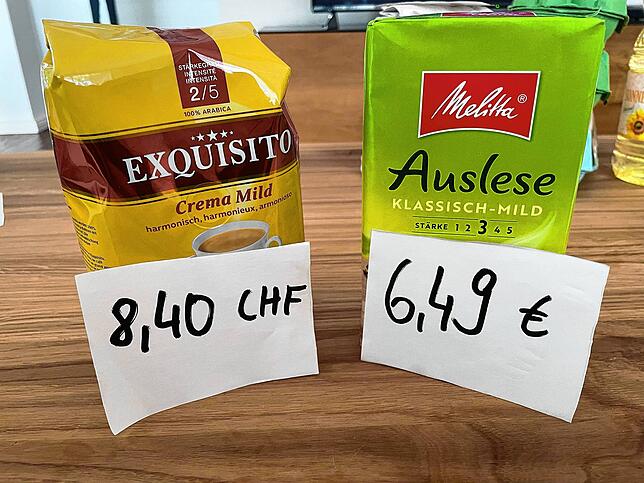 STÄRKEGRAD
INTENSITÉ
INTENSITÀ
2/5
100% ARABICA
EXQUISITO
Crema Mild
harmonisch, harmonieux, armonioso
8,40 CHF
Melitta®
Auslese
KLASSISCH-MILD
STÄRKE 1 2 3 4 5
6,49 €